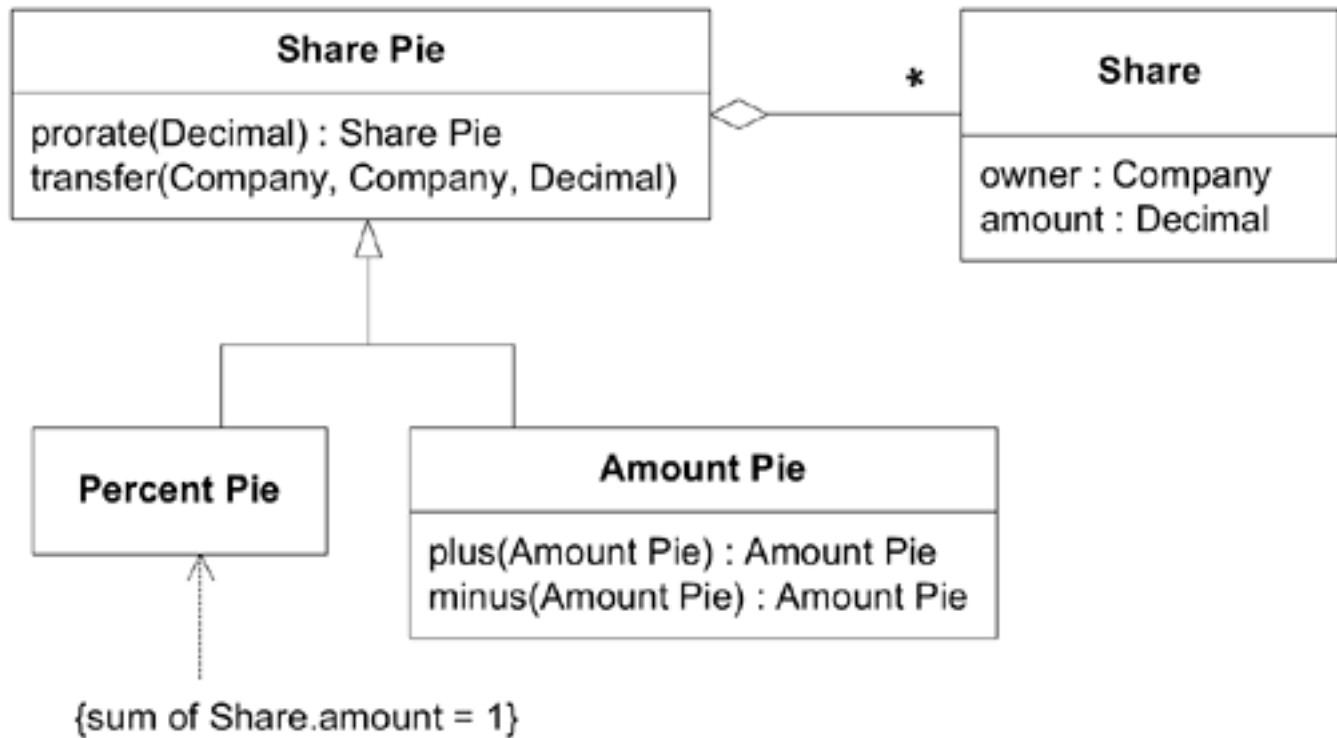 Share Pie
prorate(Decimal) : Share Pie
transfer(Company, Company, Decimal)
*
Share
owner : Company
amount : Decimal
Percent Pie
Amount Pie
plus(Amount Pie) : Amount Pie
minus(Amount Pie) : Amount Pie
{sum of Share.amount = 1}